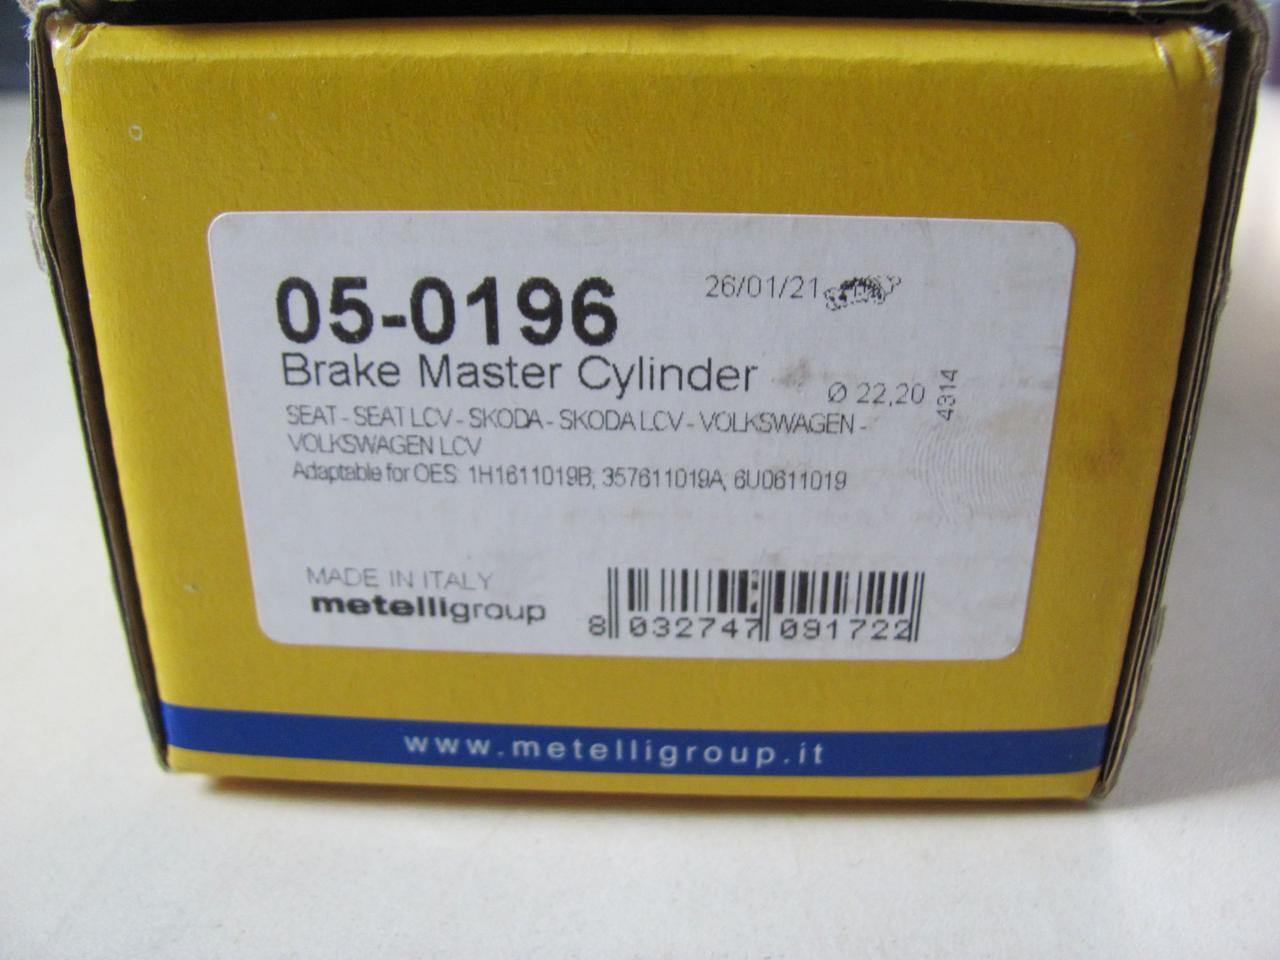 05-0196
26/01/21
Brake Master Cylinder
Ø 22,20
4314
SEAT - SEAT LCV - SKODA - SKODA LCV - VOLKSWAGEN -
VOLKSWAGEN LCV
Adaptable for OES: 1H1611019B; 357611019A; 6U0611019
MADE IN ITALY
metelligroup
8 032747 091722
www.metelligroup.it